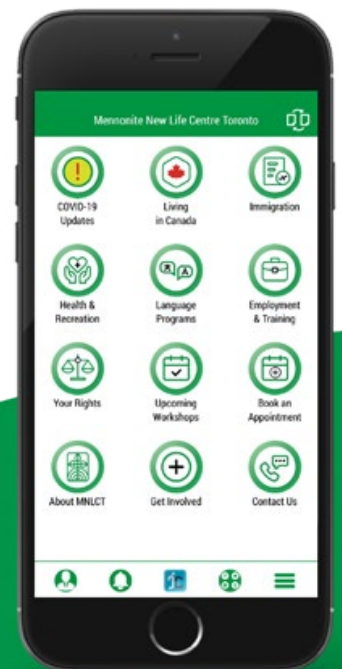 Mennonite New Life Centre Toronto
COVID-19
Updates
Living
in Canada
Immigration
Health &
Recreation
Language
Programs
Employment
& Training
Your Rights
Upcoming
Workshops
Book an
Appointment
About MNLCT
Get Involved
Contact Us